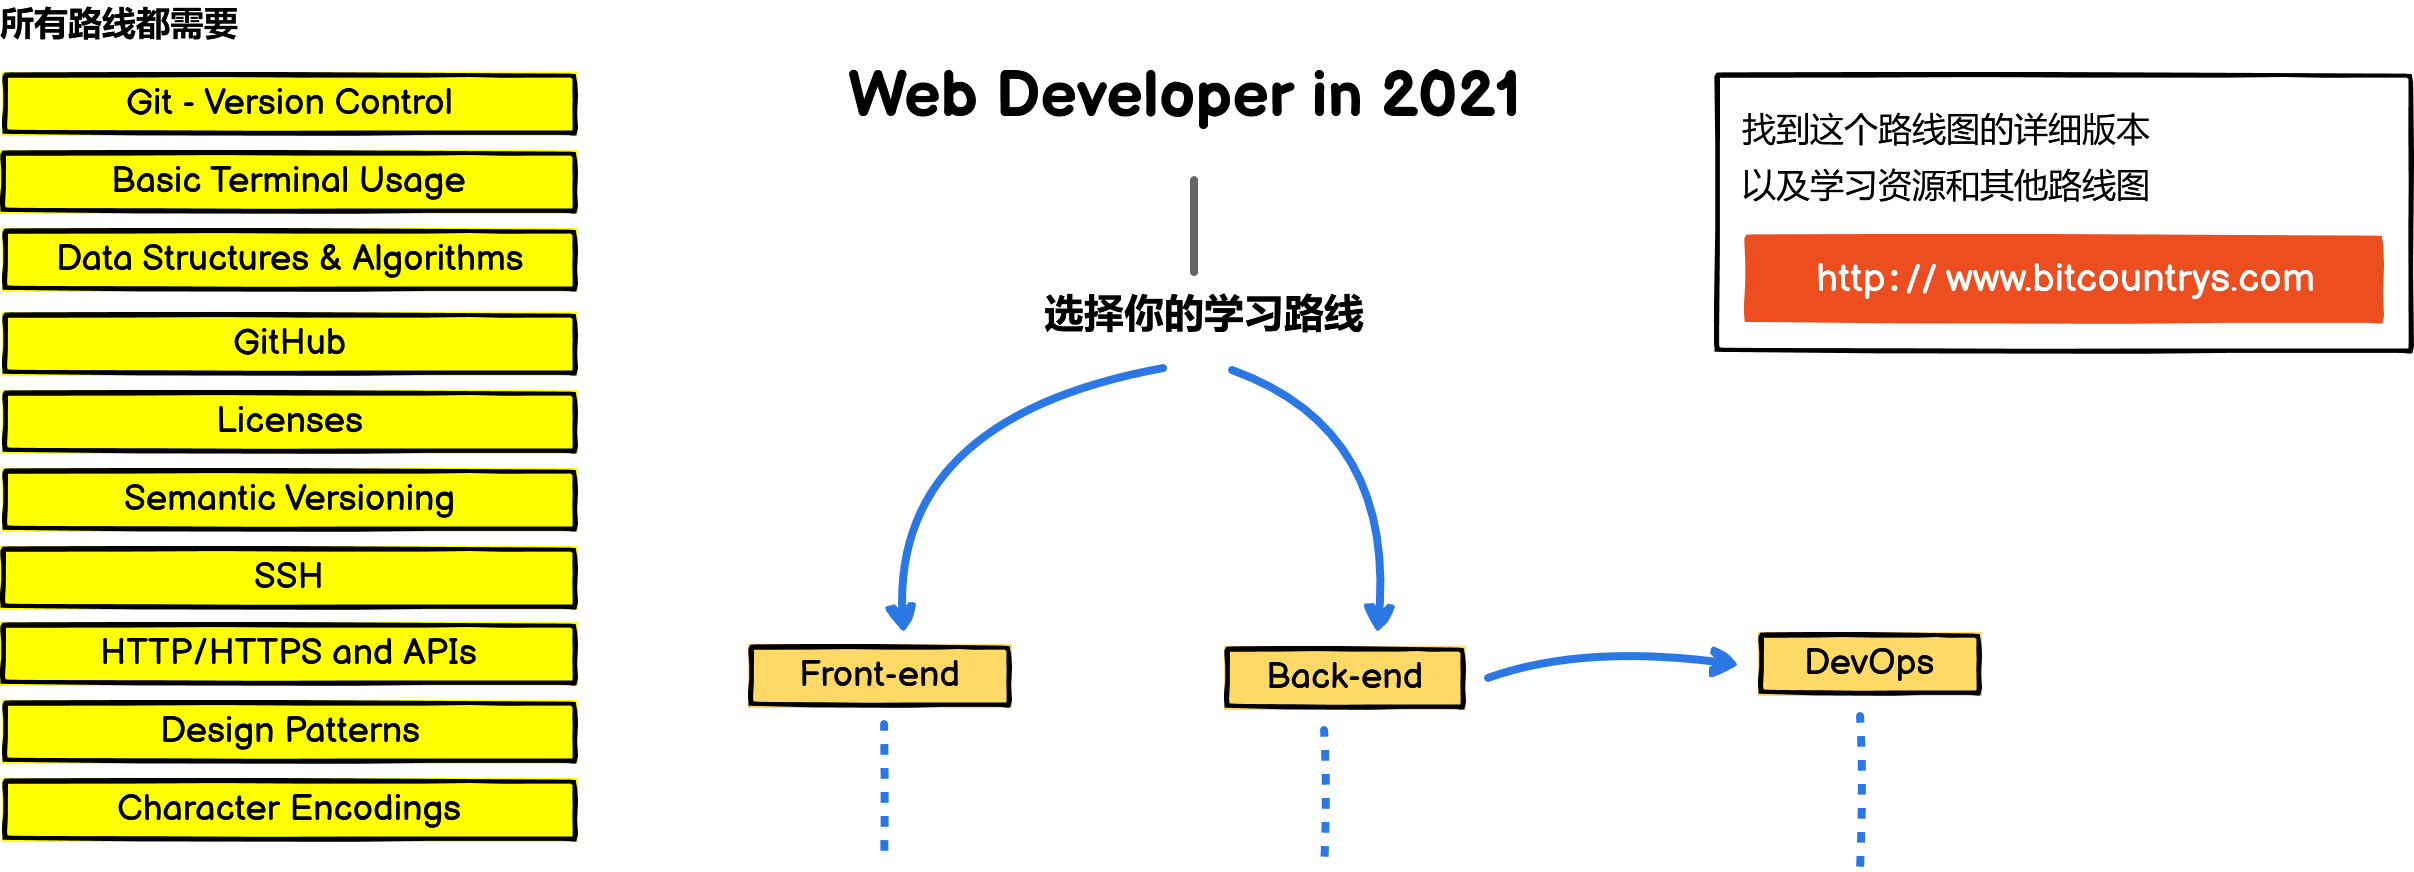 所有路线都需要
Git - Version Control
Basic Terminal Usage
Data Structures & Algorithms
GitHub
Licenses
Semantic Versioning
SSH
HTTP/HTTPS and APIs
Design Patterns
Character Encodings
Web Developer in 2021
选择你的学习路线
Front-end
Back-end
DevOps
找到这个路线图的详细版本
以及学习资源和其他路线图
http:// www.bitcountrys.com